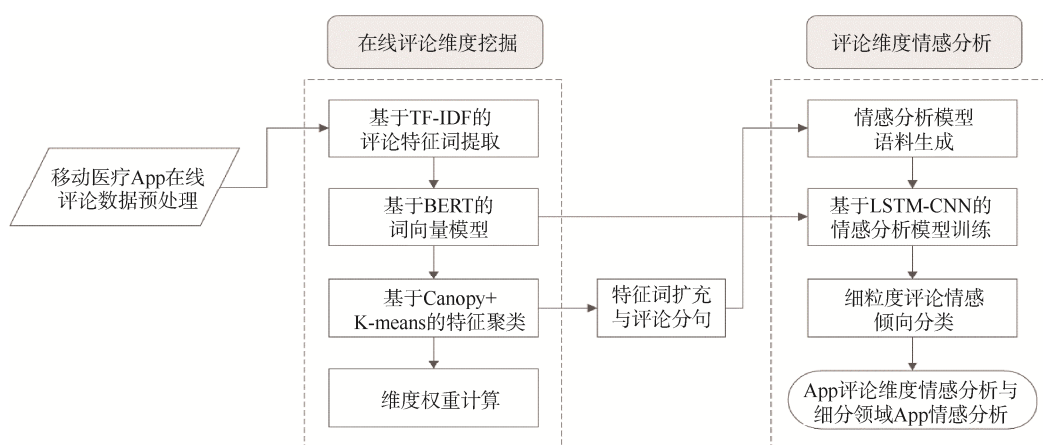 在线评论维度挖掘
评论维度情感分析
移动医疗App在线
评论数据预处理
基于TF-IDF的
评论特征词提取
基于BERT的
词向量模型
基于Canopy+
K-means的特征聚类
维度权重计算
特征词扩充
与评论分句
情感分析模型
语料生成
基于LSTM-CNN的
情感分析模型训练
细粒度评论情感
倾向分类
App评论维度情感分析与
细分领域App情感分析